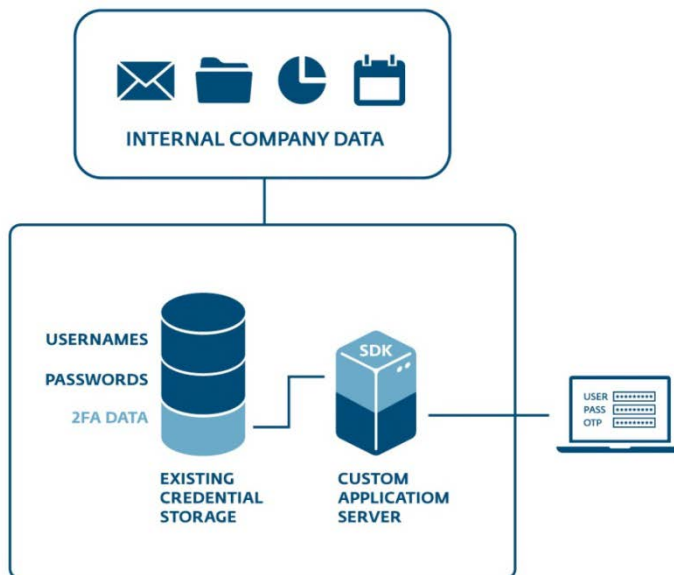 INTERNAL COMPANY DATA
USERNAMES
PASSWORDS
2FA DATA
SDK
USER
PASS
OTP
EXISTING
CREDENTIAL
STORAGE
CUSTOM
APPLICATIOM
SERVER